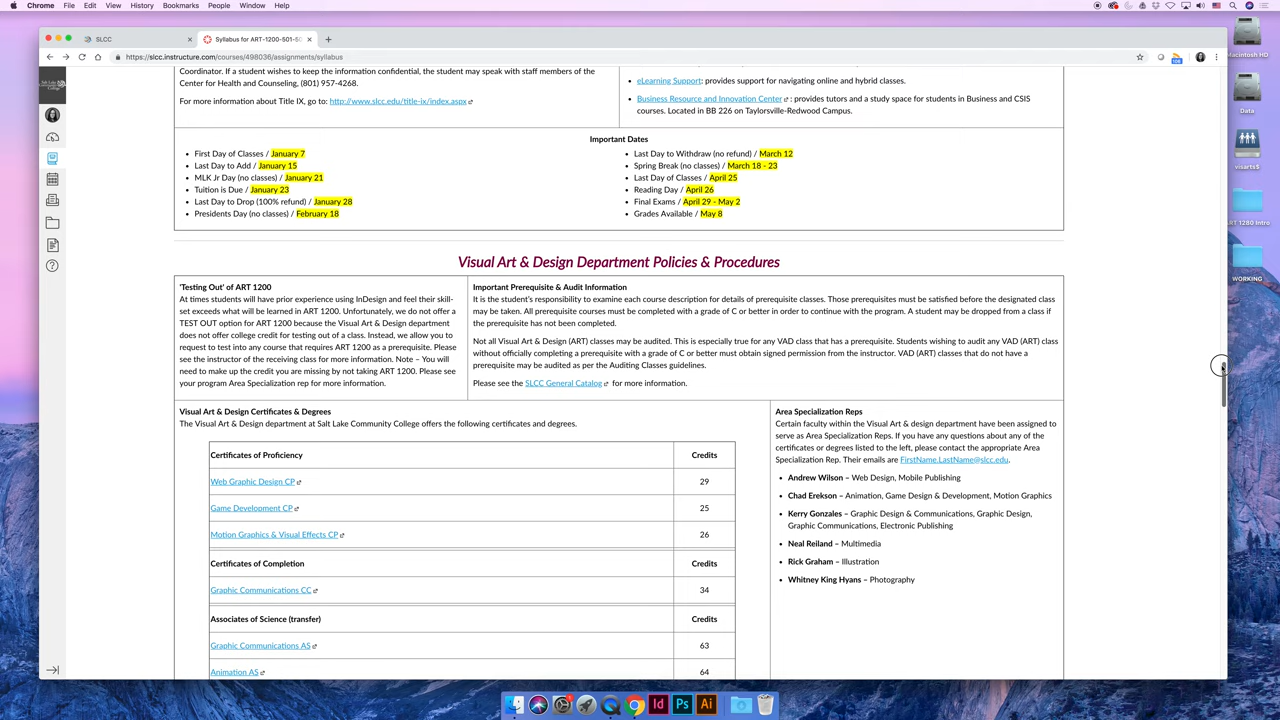 Chrome File Edit View History Bookmarks People Window Help
SLCC
Syllabus for ART-1200-501-SC
https://slcc.instructure.com/courses/498036/assignments/syllabus
Coordinator. If a student wishes to keep the information confidential, the student may speak with staff members of the
Center for Health and Counseling, (801) 957-4268.
For more information about Title IX, go to: http://www.slcc.edu/title-ix/index.aspx
eLearning Support: provides support for navigating online and hybrid classes.
Business Resource and Innovation Center : provides tutors and a study space for students in Business and CSIS
courses. Located in BB 226 on Taylorsville-Redwood Campus.
Important Dates
First Day of Classes / January 7
Last Day to Add / January 15
MLK Jr Day (no classes) / January 21
Tuition is Due / January 23
Last Day to Drop (100% refund) / January 28
Presidents Day (no classes) / February 18
Last Day to Withdraw (no refund) / March 12
Spring Break (no classes) / March 18 - 23
Last Day of Classes / April 25
Reading Day / April 26
Final Exams / April 29 - May 2
Grades Available / May 8
Visual Art & Design Department Policies & Procedures
'Testing Out' of ART 1200
At times students will have prior experience using InDesign and feel their skill-
set exceeds what will be learned in ART 1200. Unfortunately, we do not offer a
TEST OUT option for ART 1200 because the Visual Art & Design department
does not offer college credit for testing out of a class. Instead, we allow you to
request to test into any course that requires ART 1200 as a prerequisite. Please
see the instructor of the receiving class for more information. Note – You will
need to make up the credit you are missing by not taking ART 1200. Please see
your program Area Specialization rep for more information.
Important Prerequisite & Audit Information
It is the student's responsibility to examine each course description for details of prerequisite classes. Those prerequisites must be satisfied before the designated class
may be taken. All prerequisite courses must be completed with a grade of C or better in order to continue with the program. A student may be dropped from a class if
the prerequisite has not been completed.
Not all Visual Art & Design (ART) classes may be audited. This is especially true for any VAD class that has a prerequisite. Students wishing to audit any VAD (ART) class
without officially completing a prerequisite with a grade of C or better must obtain signed permission from the instructor. VAD (ART) classes that do not have a
prerequisite may be audited as per the Auditing Classes guidelines.
Please see the SLCC General Catalog for more information.
Visual Art & Design Certificates & Degrees
The Visual Art & Design department at Salt Lake Community College offers the following certificates and degrees.
Certificates of Proficiency Credits
Web Graphic Design CP 29
Game Development CP 25
Motion Graphics & Visual Effects CP 26
Certificates of Completion Credits
Graphic Communications CC 34
Associates of Science (transfer) Credits
Graphic Communications AS 63
Animation AS 64
Area Specialization Reps
Certain faculty within the Visual Art & design department have been assigned to
serve as Area Specialization Reps. If you have any questions about any of the
certificates or degrees listed to the left, please contact the appropriate Area
Specialization Rep. Their emails are FirstName.LastName@slcc.edu.
Andrew Wilson – Web Design, Mobile Publishing
Chad Erekson – Animation, Game Design & Development, Motion Graphics
Kerry Gonzales – Graphic Design & Communications, Graphic Design,
Graphic Communications, Electronic Publishing
Neal Reiland – Multimedia
Rick Graham – Illustration
Whitney King Hyans – Photography
Macintosh HD
Data
visarts$
ART 1280 Intro
WORKING
Id
Ps
Ai